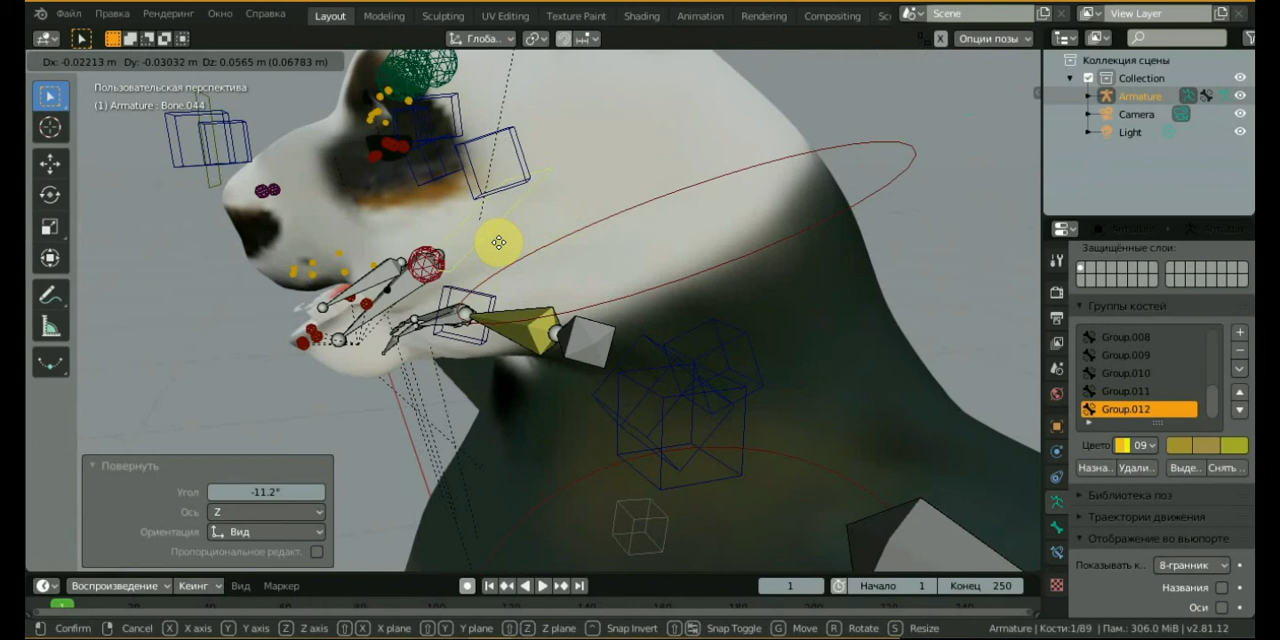 Файл Правка Рендеринг Окно Справка Layout Modeling Sculpting UV Editing Texture Paint Shading Animation Rendering Compositing Sc Scene View Layer
Глоба.. Опции позы
Dx: -0.02213 m Dy: -0.03032 m Dz: 0.0565 m (0.06783 m)
Пользовательская перспектива
(1) Armature : Bone.044
Коллекция сцены
Collection
Armature
Camera
Light
Защищённые слои:
Группы костей
Group.008
Group.009
Group.010
Group.011
Group.012
Цвето 09
Назна.. Удали.. Выде.. Снять ..
Библиотека поз
Траектории движения
Отображение во вьюпорте
Показывать к.. 8-гранник
Названия
Оси
Повернуть
Угол -11.2°
Ось Z
Ориентация Вид
Пропорциональное редакт.
Воспроизведение Кеинг Вид Маркер 1 Начало 1 Конец 250
1
Confirm Cancel X X axis Y Y axis Z Z axis X X plane Y Y plane Z Z plane Snap Invert Snap Toggle G Move R Rotate S Resize Armature | Кости:1/89 | Пам.: 306.0 MiB | v2.81.12